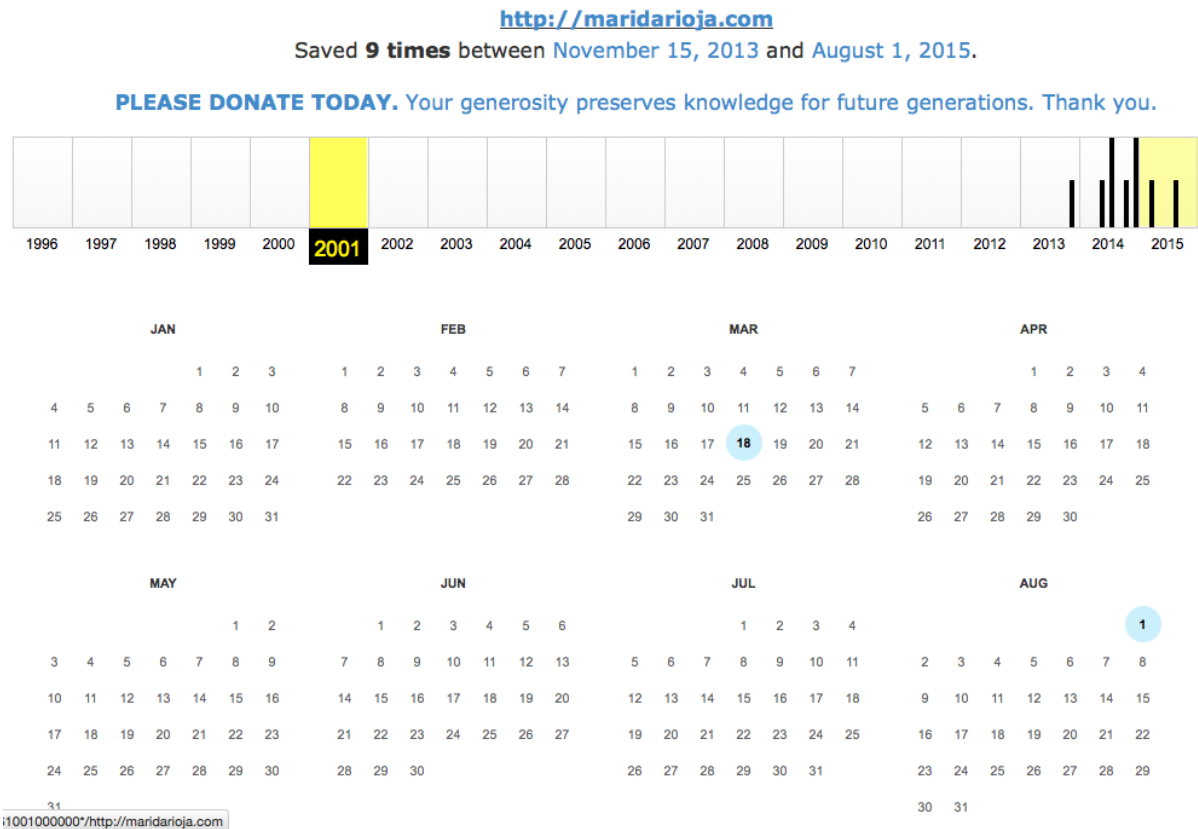 http://maridarioja.com
Saved 9 times between November 15, 2013 and August 1, 2015.
PLEASE DONATE TODAY. Your generosity preserves knowledge for future generations. Thank you.
1996 1997 1998 1999 2000 2001 2002 2003 2004 2005 2006 2007 2008 2009 2010 2011 2012 2013 2014 2015
JAN FEB MAR APR
1 2 3 1 2 3 4 5 6 7 1 2 3 4 5 6 7 1 2 3 4
4 5 6 7 8 9 10 8 9 10 11 12 13 14 8 9 10 11 12 13 14 5 6 7 8 9 10 11
11 12 13 14 15 16 17 15 16 17 18 19 20 21 15 16 17 18 19 20 21 12 13 14 15 16 17 18
18 19 20 21 22 23 24 22 23 24 25 26 27 28 22 23 24 25 26 27 28 19 20 21 22 23 24 25
25 26 27 28 29 30 31 29 30 31 26 27 28 29 30
MAY JUN JUL AUG
1 2 1 2 3 4 5 6 1 2 3 4 1
3 4 5 6 7 8 9 7 8 9 10 11 12 13 5 6 7 8 9 10 11 2 3 4 5 6 7 8
10 11 12 13 14 15 16 14 15 16 17 18 19 20 12 13 14 15 16 17 18 9 10 11 12 13 14 15
17 18 19 20 21 22 23 21 22 23 24 25 26 27 19 20 21 22 23 24 25 16 17 18 19 20 21 22
24 25 26 27 28 29 30 28 29 30 26 27 28 29 30 31 23 24 25 26 27 28 29
31 30 31
1001000000*/http://maridarioja.com